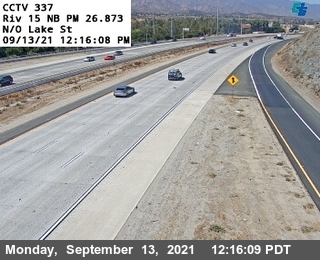 CCTV 337
Riv 15 NB PM 26.873
N/O Lake St
09/13/21 12:16:08 PM
Monday, September 13, 2021 12:16:09 PDT